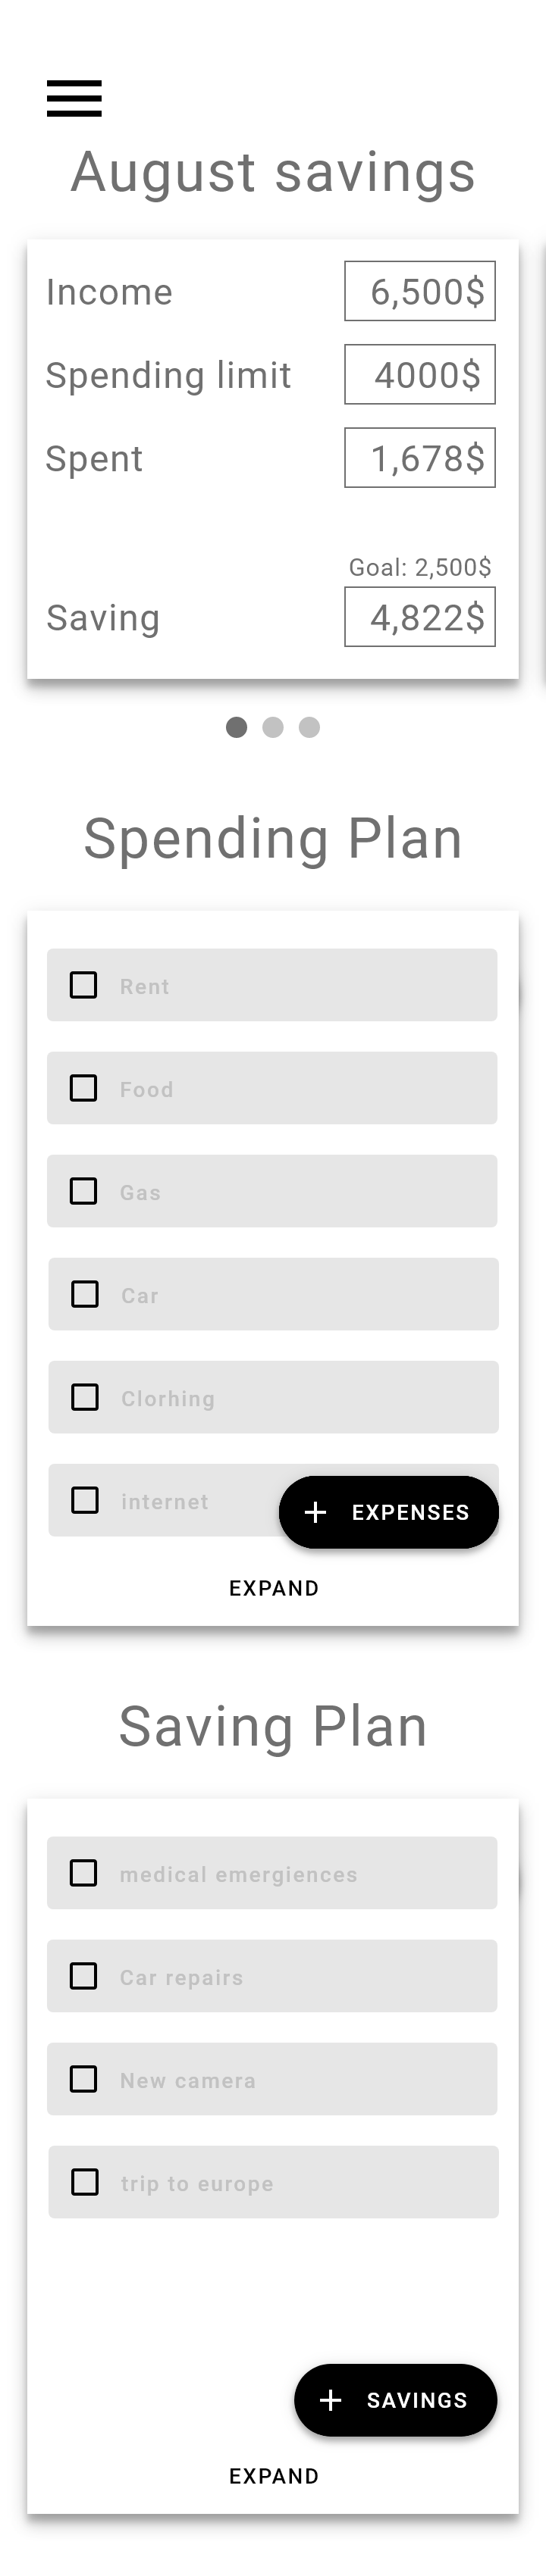 August savings
Income 6,500$
Spending limit 4000$
Spent 1,678$
Goal: 2,500$
Saving 4,822$
Spending Plan
Rent
Food
Gas
Car
Clorhing
internet
EXPENSES
EXPAND
Saving Plan
medical emergiences
Car repairs
New camera
trip to europe
SAVINGS
EXPAND